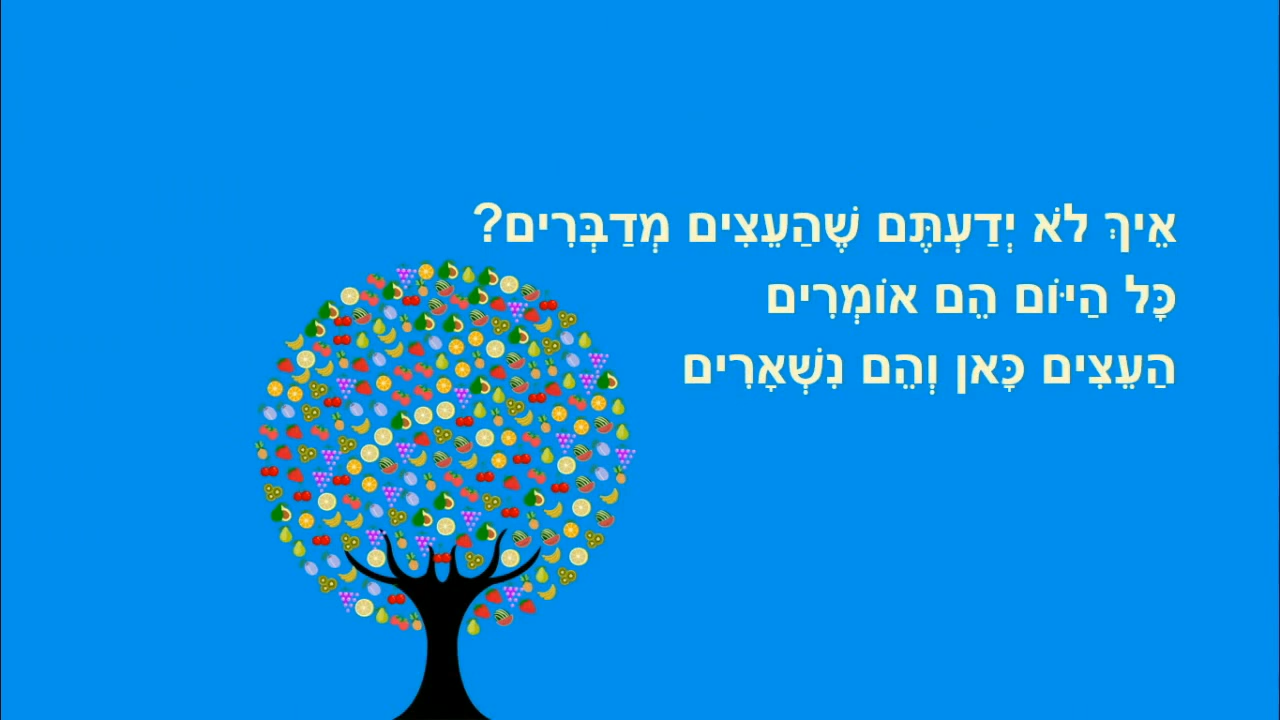 אֵיךְ לֹא יְדַעְתֶּם שֶׁהַעֵצִים מְדַבְּרִים?
כָּל הַיּוֹם הֵם אוֹמְרִים
הַעֵצִים כָּאן וְהֵם נִשְׁאָרִים